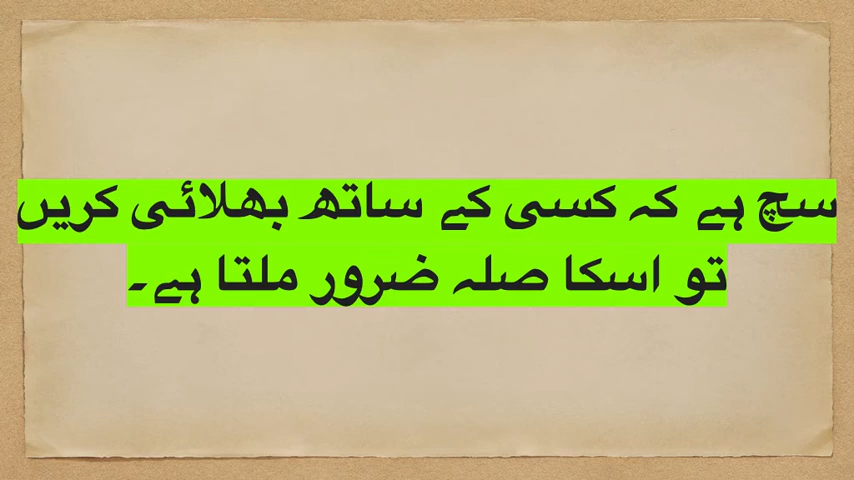 سچ ہے کہ کسی کے ساتھ بھلائی کریں
تو اسکا صلہ ضرور ملتا ہے۔